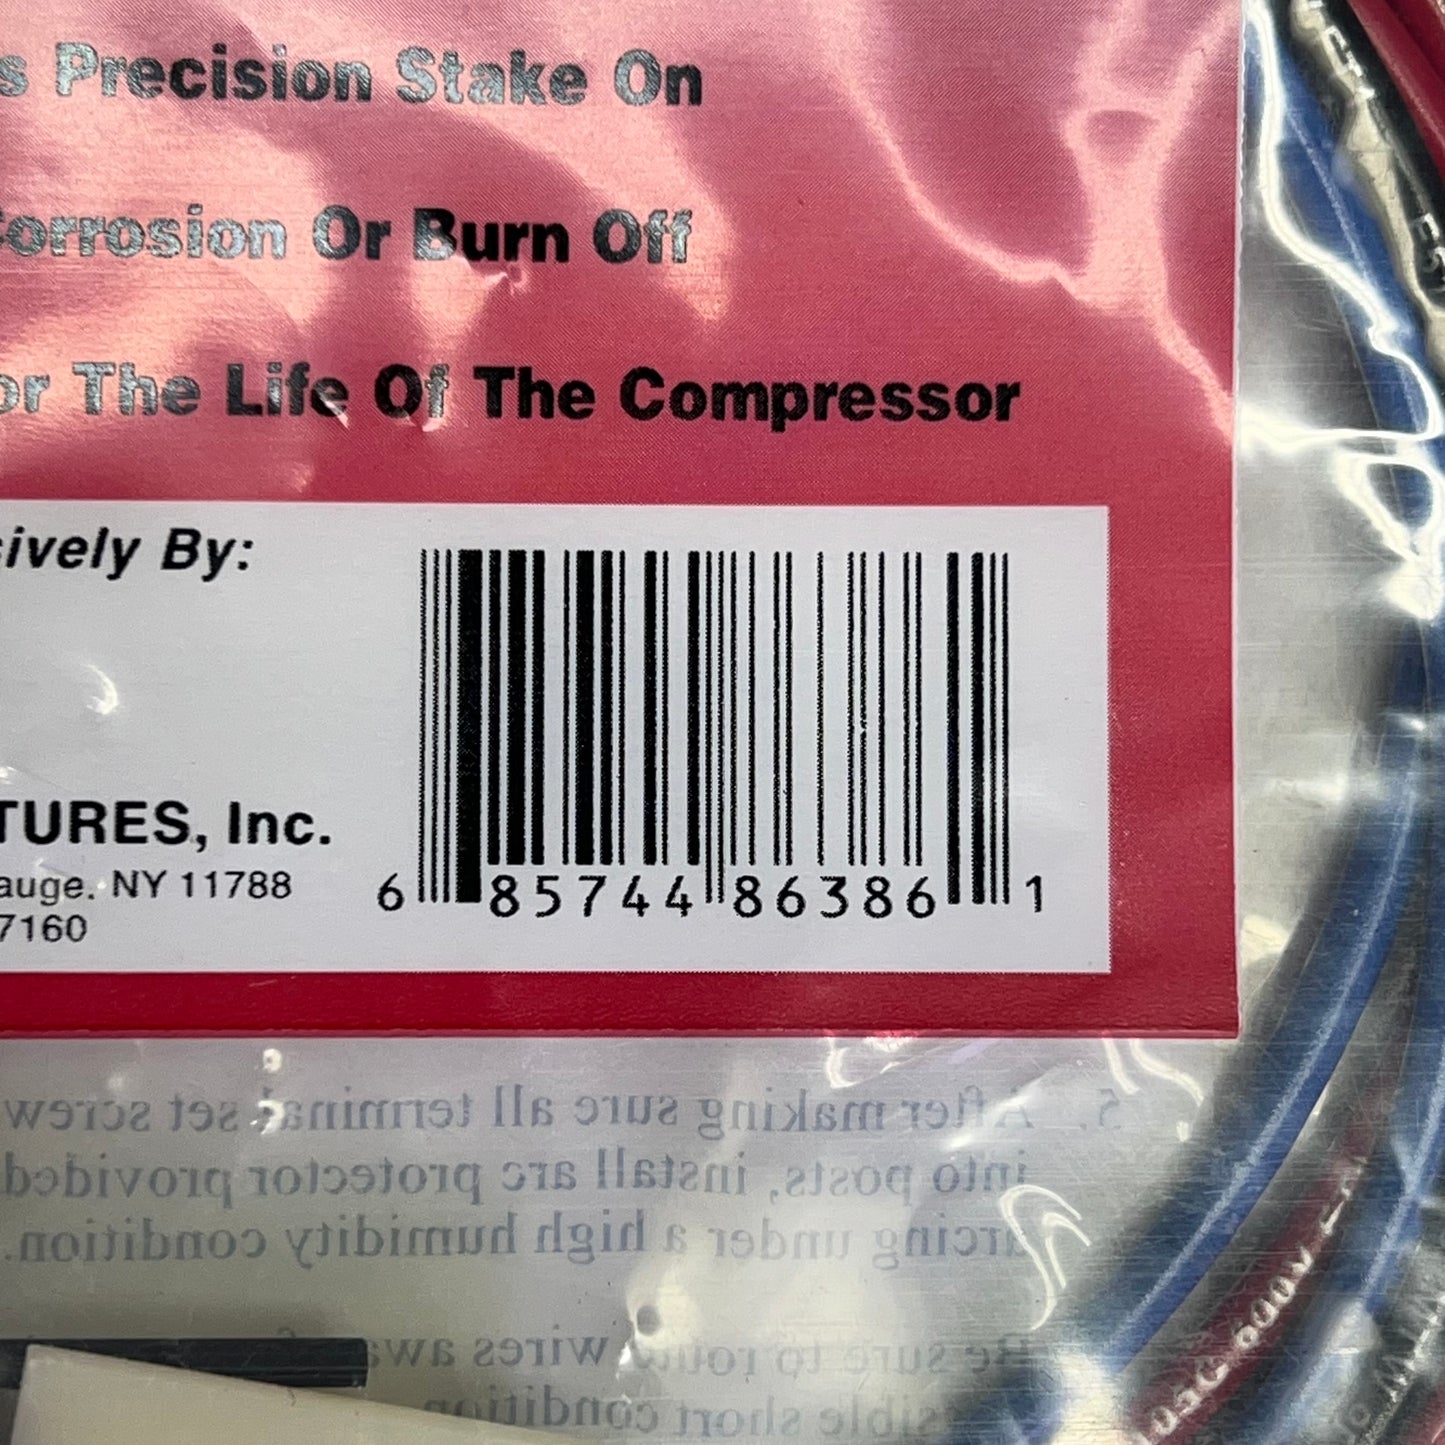 s Precision Stake On
Corrosion Or Burn Off
or The Life Of The Compressor
sively By:
TURES, Inc.
auge. NY 11788
7160
6 85744 86386 1
5. After making sure all terminal set screw
into posts, install arc protector provided
arcing under a high humidity condition.
Be sure to route wires away
short condition
05C 600V